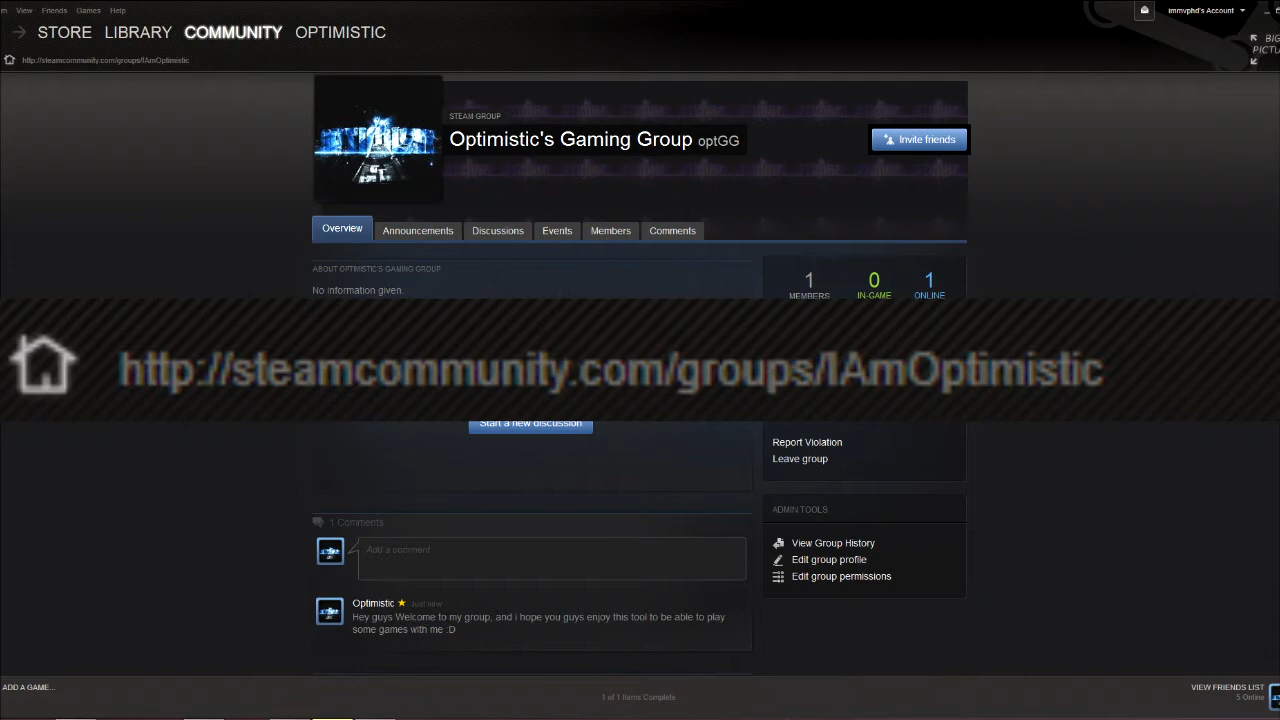 View Friends Games Help
immvphd's Account
STORE LIBRARY COMMUNITY OPTIMISTIC
http://steamcommunity.com/groups/IAmOptimistic
STEAM GROUP
Optimistic's Gaming Group optGG
Invite friends
Overview Announcements Discussions Events Members Comments
ABOUT OPTIMISTIC'S GAMING GROUP
No information given.
1 0 1
MEMBERS IN-GAME ONLINE
http://steamcommunity.com/groups/IAmOptimistic
Start a new discussion
Report Violation
Leave group
ADMIN TOOLS
1 Comments
View Group History
Add a comment
Edit group profile
Edit group permissions
Optimistic Just now
Hey guys Welcome to my group, and i hope you guys enjoy this tool to be able to play
some games with me :D
ADD A GAME...
1 of 1 Items Complete
VIEW FRIENDS LIST
5 Online